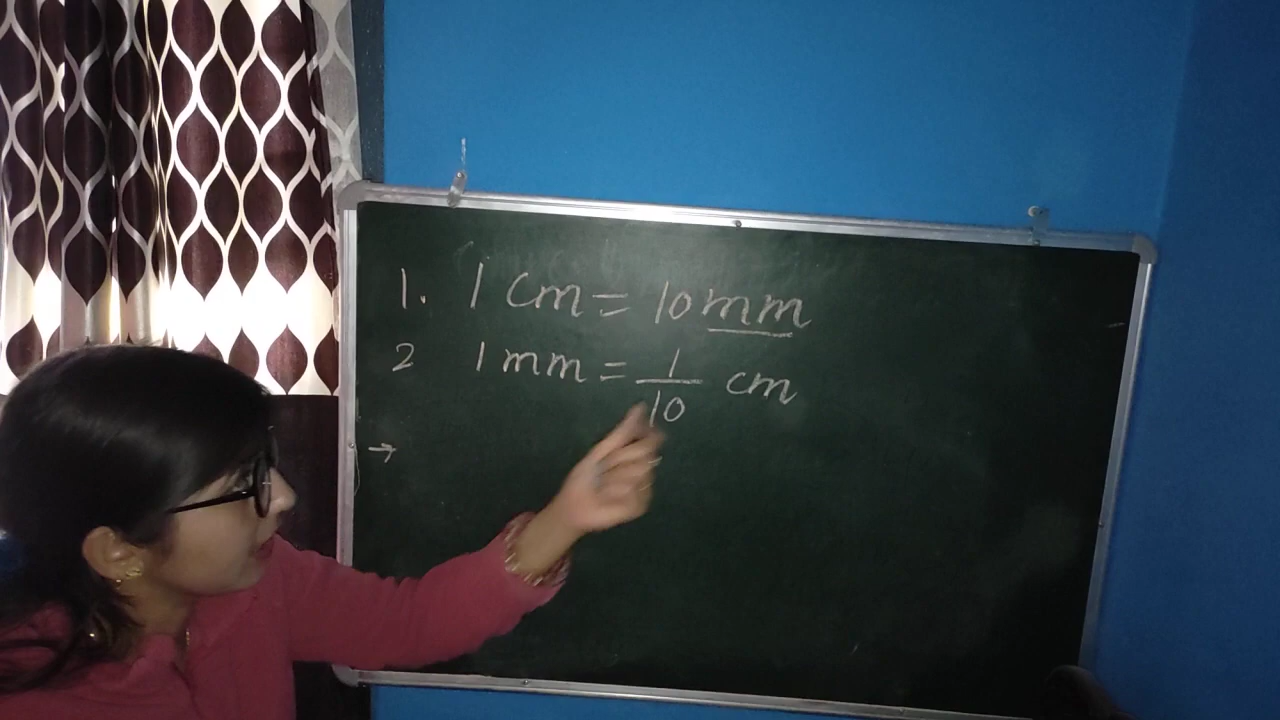 1. 1 cm = 10 mm
2 1 mm = 1/10 cm
→